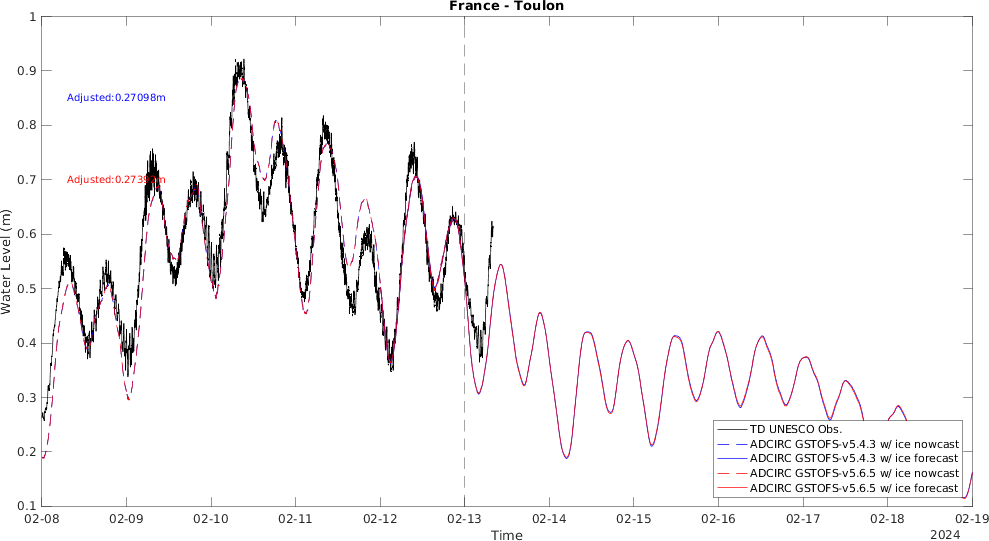 France - Toulon
1
0.9
0.8
0.7
0.6
0.5
0.4
0.3
0.2
0.1
Water Level (m)
Adjusted:0.27098m
TD UNESCO Obs.
ADCIRC GSTOFS-v5.4.3 w/ ice nowcast
ADCIRC GSTOFS-v5.4.3 w/ ice forecast
ADCIRC GSTOFS-v5.6.5 w/ ice nowcast
ADCIRC GSTOFS-v5.6.5 w/ ice forecast
02-08 02-09 02-10 02-11 02-12 02-13 02-14 02-15 02-16 02-17 02-18 02-19
Time
2024